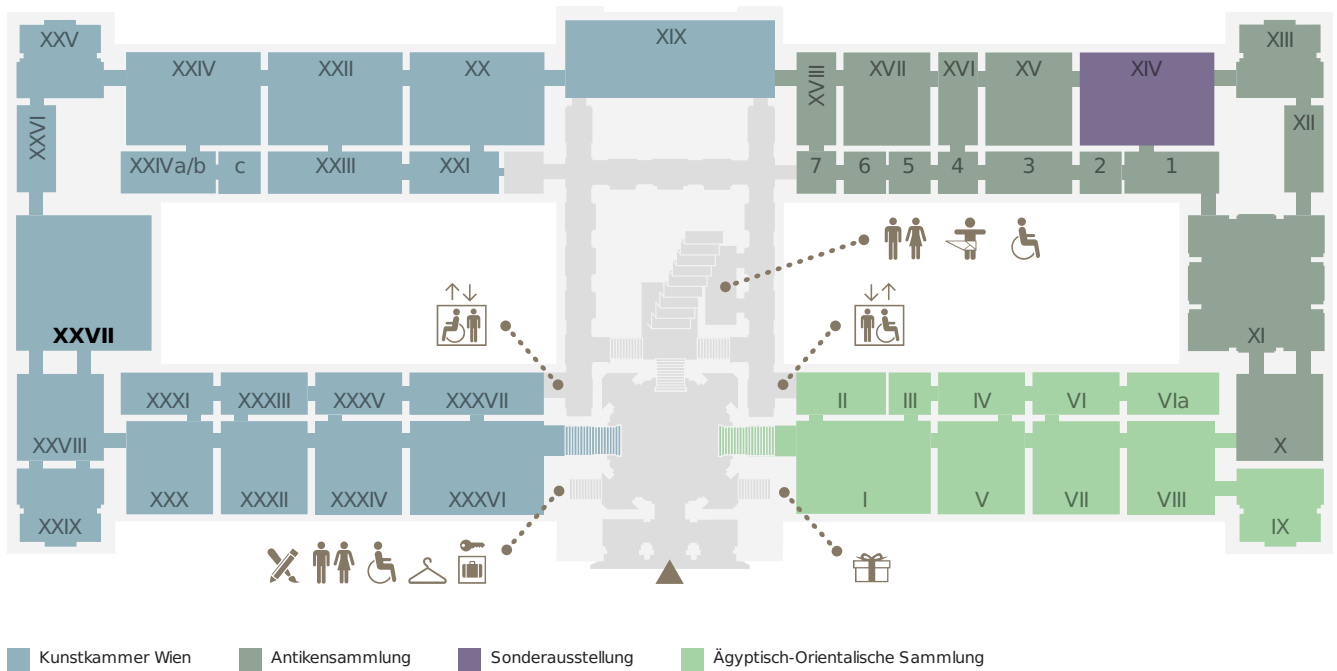 XXV
XXIV
XXII
XX
XIX
XVIII
XVII
XVI
XV
XIV
XIII
XXVI
XII
XXIVa/b
c
XXIII
XXI
7
6
5
4
3
2
1
XXVII
XI
XXXI
XXXIII
XXXV
XXXVII
II
III
IV
VI
VIa
XXVIII
X
XXX
XXXII
XXXIV
XXXVI
I
V
VII
VIII
XXIX
IX
Kunstkammer Wien
Antikensammlung
Sonderausstellung
Ägyptisch-Orientalische Sammlung